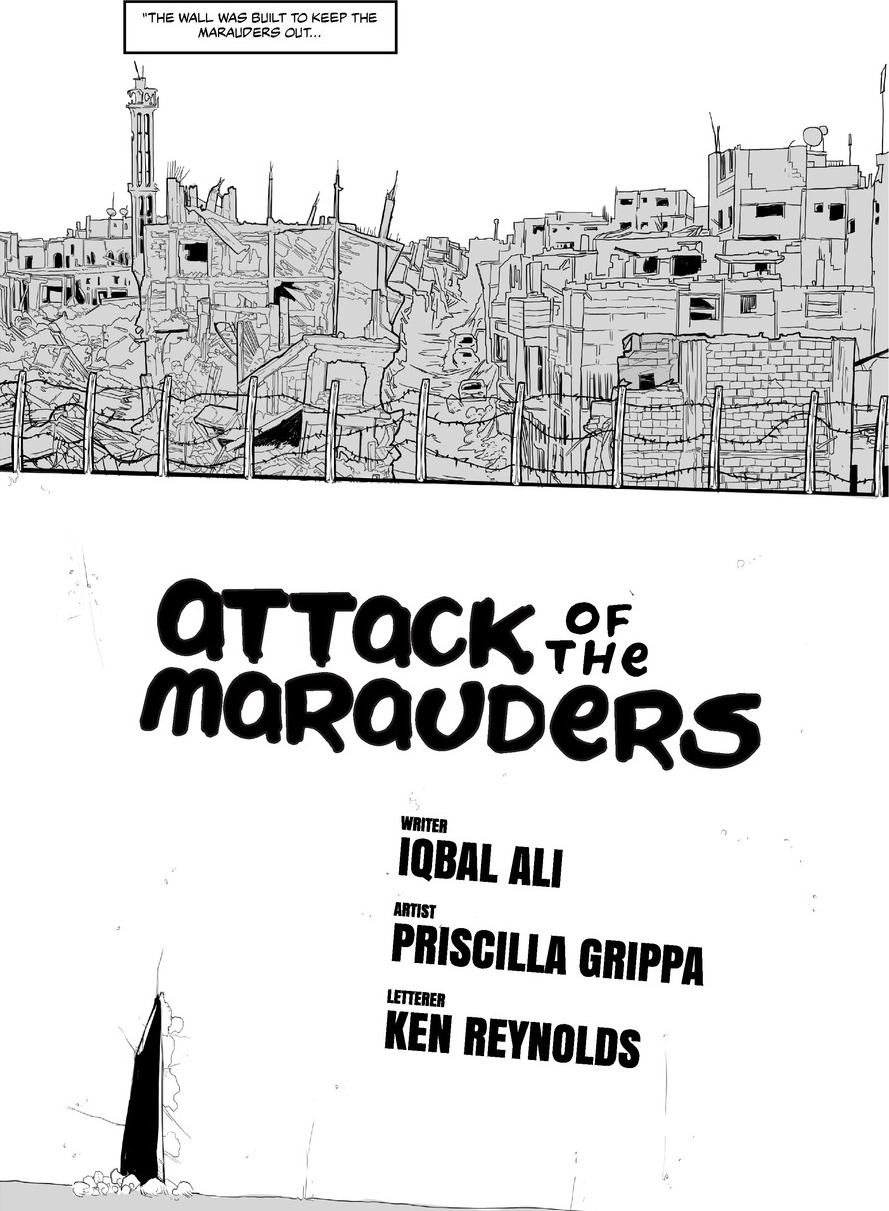 "THE WALL WAS BUILT TO KEEP THE
MARAUDERS OUT...
ATTACK OF
THE
MARAUDERS
WRITER
IQBAL ALI
ARTIST
PRISCILLA GRIPPA
LETTERER
KEN REYNOLDS